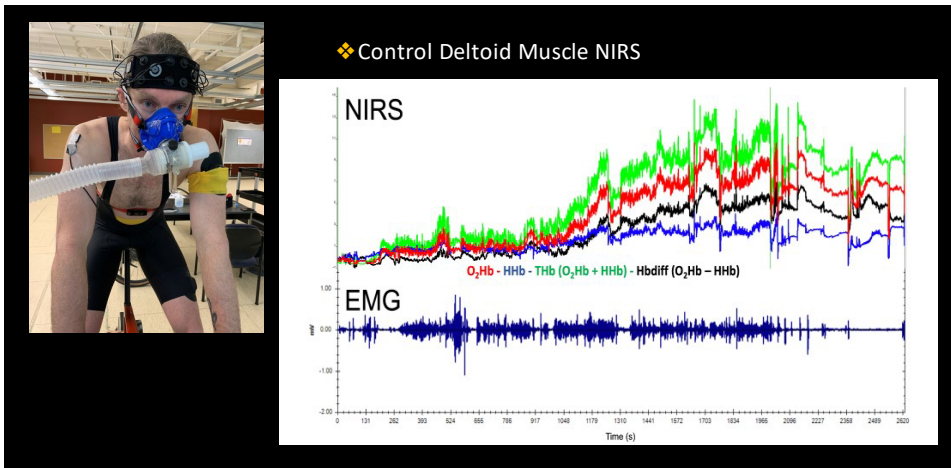 ❖Control Deltoid Muscle NIRS
NIRS
O₂Hb - HHb - THb (O₂Hb + HHb) - Hbdiff (O₂Hb – HHb)
EMG
1.00
0.00
mV
-1.00
-2.00
0 131 262 393 524 655 786 917 1048 1179 1310 1441 1572 1703 1834 1965 2096 2227 2358 2489 2620
Time (s)